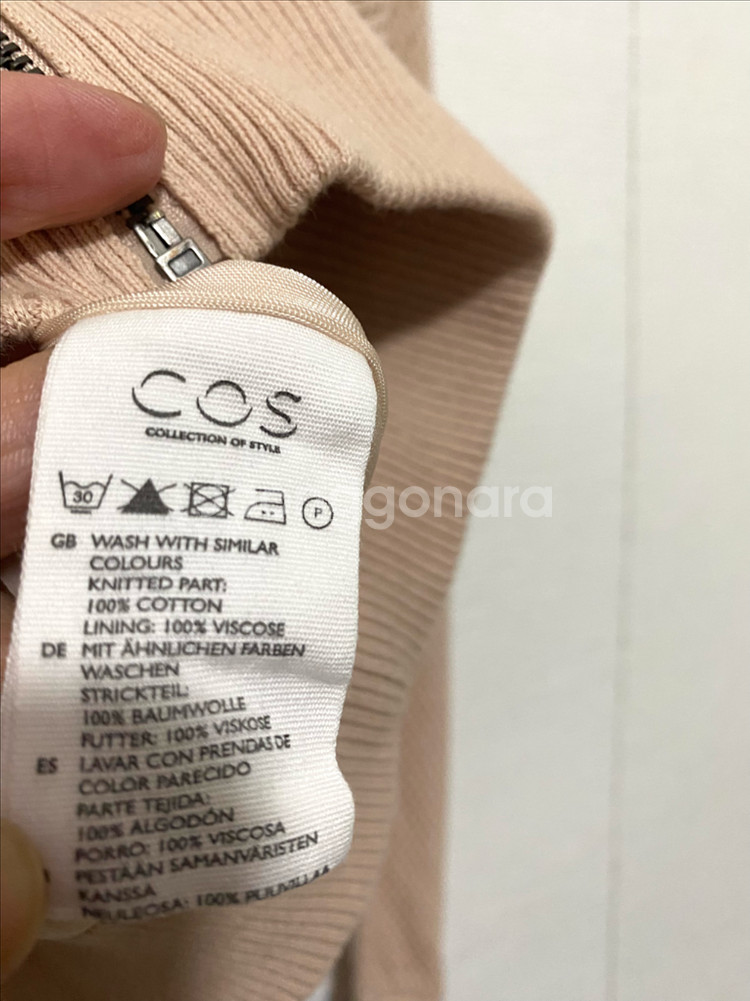 COS
COLLECTION OF STYLE
30
P
gonara
GB WASH WITH SIMILAR
COLOURS
KNITTED PART:
100% COTTON
LINING: 100% VISCOSE
DE MIT ÄHNLICHEN FARBEN
WASCHEN
STRICKTEIL:
100% BAUMWOLLE
FUTTER: 100% VISKOSE
ES LAVAR CON PRENDAS DE
COLOR PARECIDO
PARTE TEJIDA:
100% ALGODÓN
FORRO: 100% VISCOSA
PESTÄÄN SAMANVÄRISTEN
KANSSA
NEULEOSA: 100% PUUVILLAA